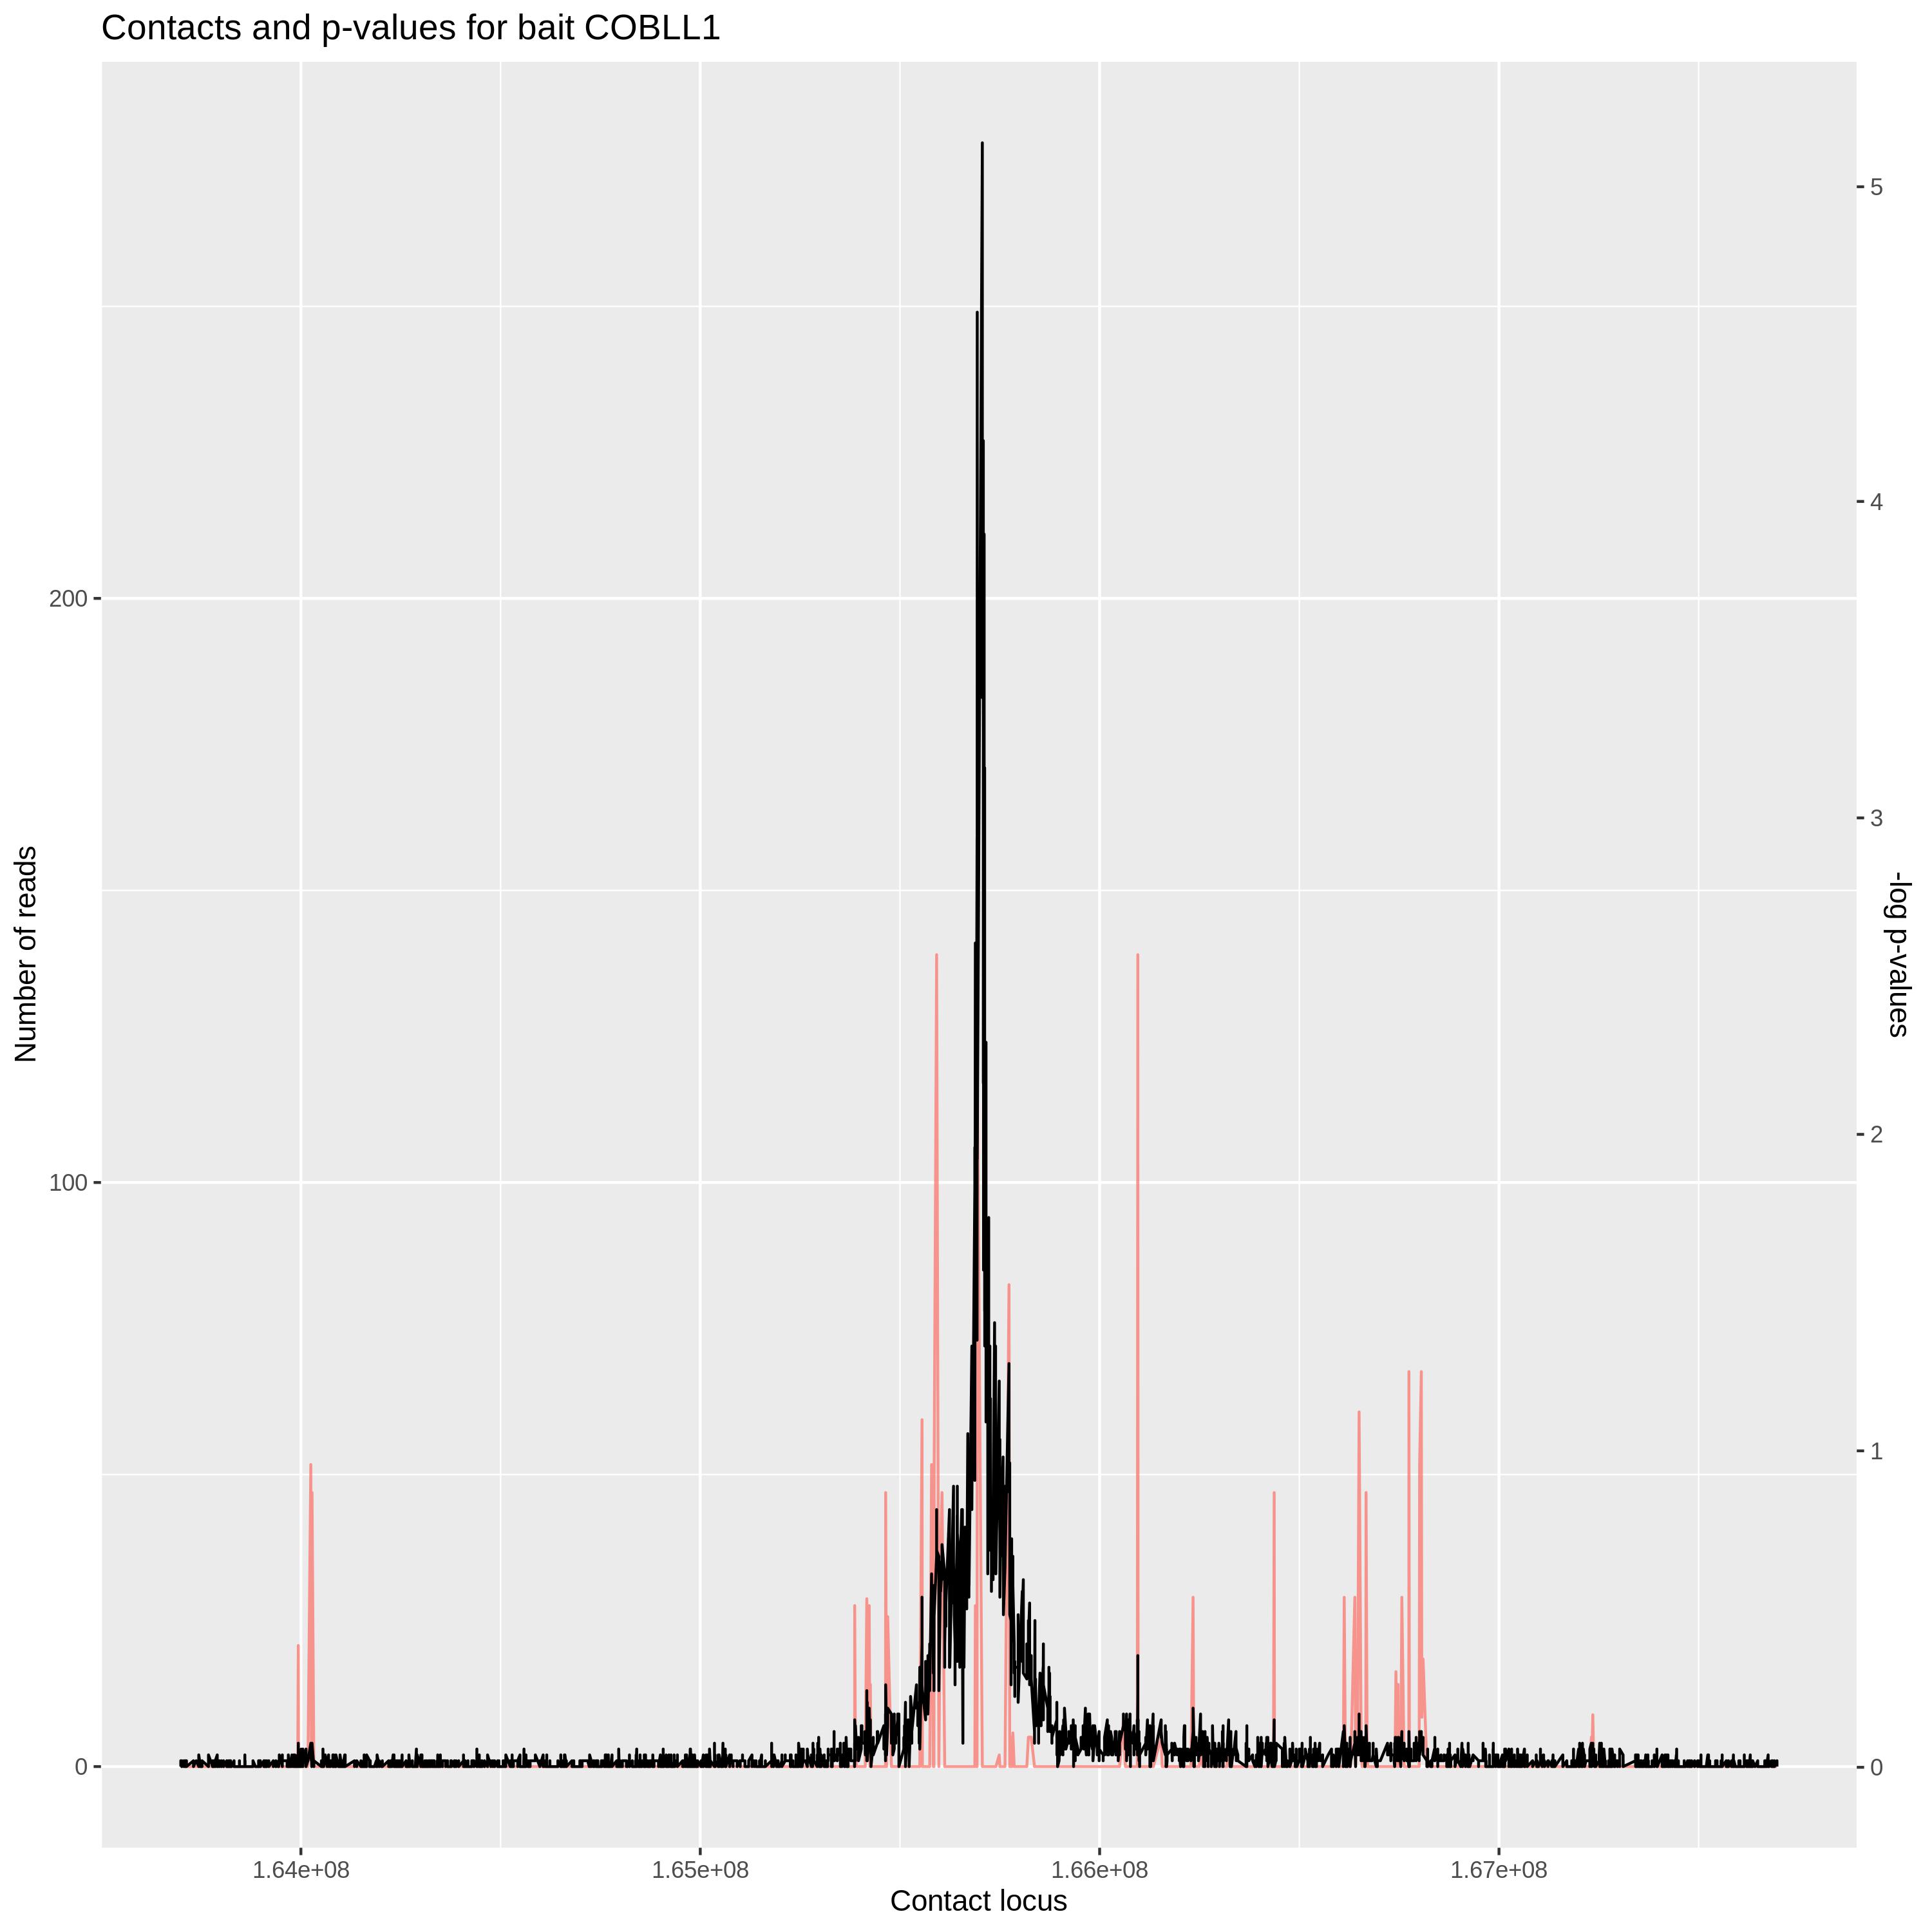 Contacts and p-values for bait COBLL1
Number of reads
200
100
0
5
4
3
2
1
0
-log p-values
1.64e+08 1.65e+08 1.66e+08 1.67e+08
Contact locus